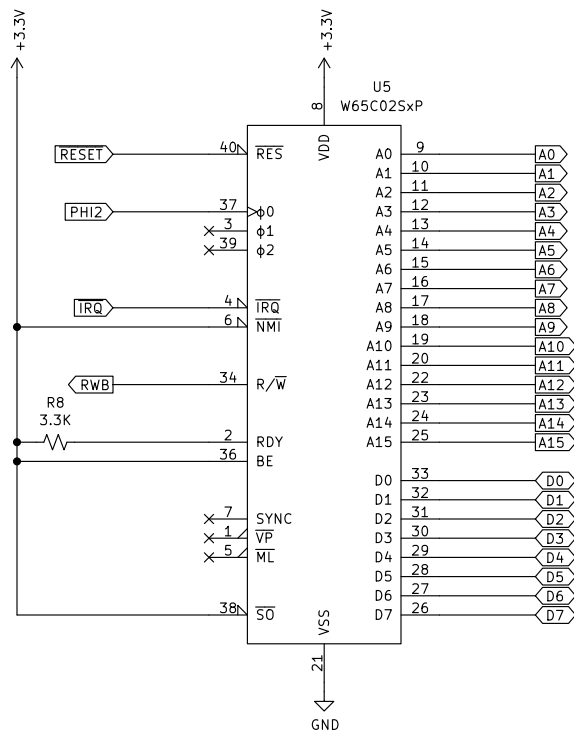 +3.3V
+3.3V
U5
W65C02SxP
8
VDD
RESET 40 RES
PHI2 37 ϕ0
3 ϕ1
39 ϕ2
IRQ 4 IRQ
6 NMI
RWB 34 R/W
R8
3.3K
2 RDY
36 BE
7 SYNC
1 VP
5 ML
38 SO
A0 9 A0
A1 10 A1
A2 11 A2
A3 12 A3
A4 13 A4
A5 14 A5
A6 15 A6
A7 16 A7
A8 17 A8
A9 18 A9
A10 19 A10
A11 20 A11
A12 22 A12
A13 23 A13
A14 24 A14
A15 25 A15
D0 33 D0
D1 32 D1
D2 31 D2
D3 30 D3
D4 29 D4
D5 28 D5
D6 27 D6
D7 26 D7
VSS
21
GND